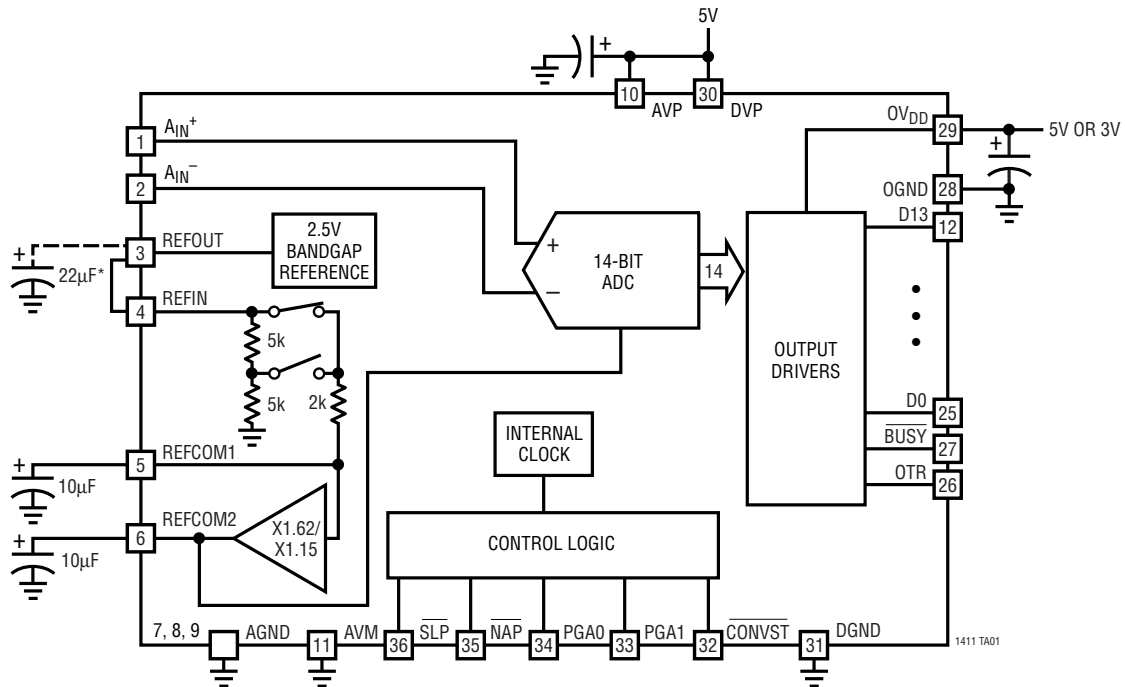 5V
10
30
AVP
DVP
OVDD
29
5V OR 3V
+
+
1
AIN+
2
AIN–
OGND
28
D13
12
+
3
REFOUT
22µF*
2.5V
BANDGAP
REFERENCE
4
REFIN
+
–
14-BIT
ADC
14
OUTPUT
DRIVERS
5k
5k
2k
D0
25
BUSY
27
OTR
26
INTERNAL
CLOCK
+
5
REFCOM1
10µF
+
6
REFCOM2
10µF
X1.62/
X1.15
CONTROL LOGIC
7, 8, 9
AGND
11
AVM
36
SLP
35
NAP
34
PGA0
33
PGA1
32
CONVST
31
DGND
1411 TA01